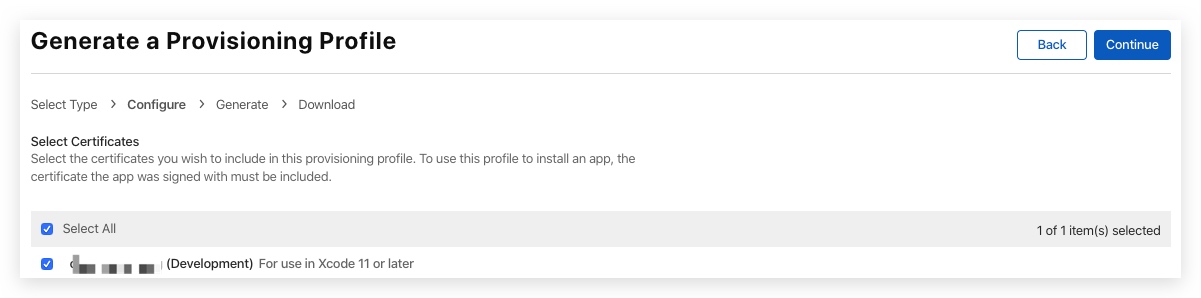 Generate a Provisioning Profile
Back
Continue
Select Type > Configure > Generate > Download
Select Certificates
Select the certificates you wish to include in this provisioning profile. To use this profile to install an app, the
certificate the app was signed with must be included.
Select All
1 of 1 item(s) selected
(Development) For use in Xcode 11 or later